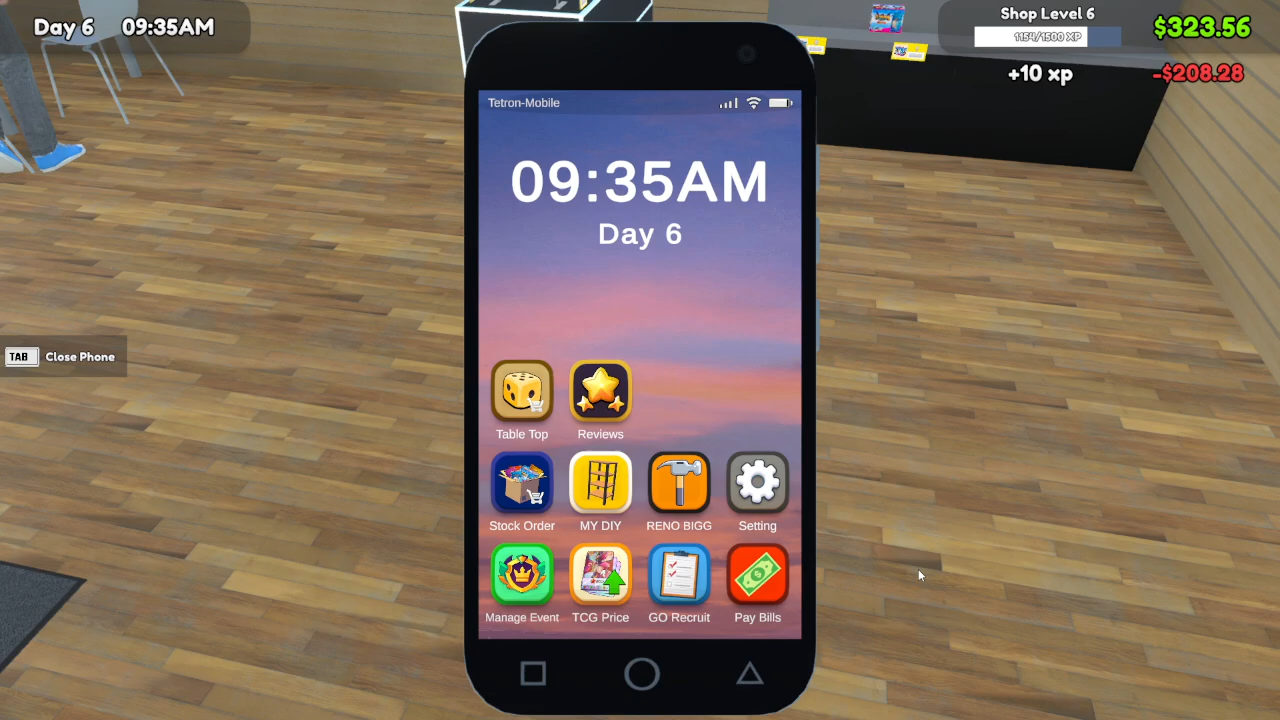 Day 6 09:35AM
Shop Level 6
1154/1500 XP
$323.56
+10 xp
-$208.28
Tetron-Mobile
09:35AM
Day 6
TAB Close Phone
Table Top Reviews
Stock Order MY DIY RENO BIGG Setting
Manage Event TCG Price GO Recruit Pay Bills